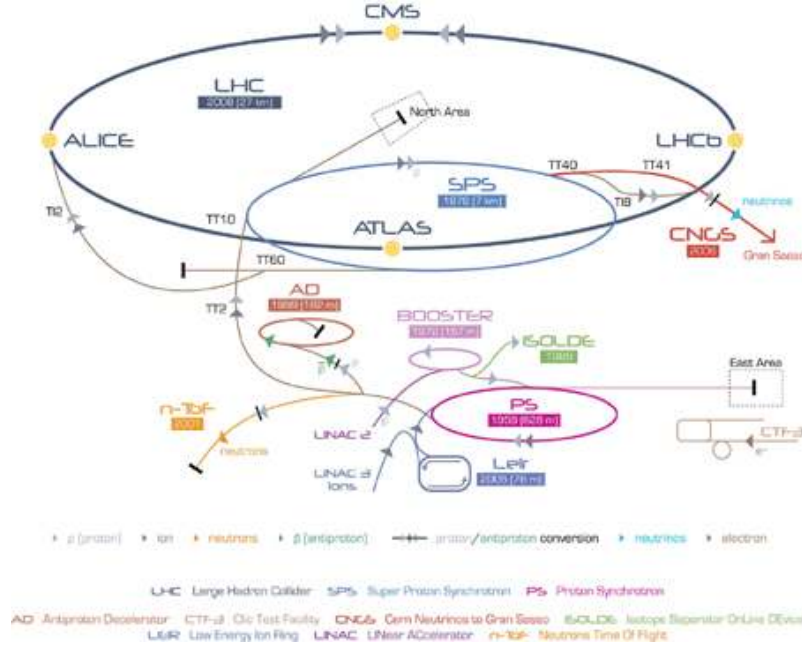 CMS
LHC
2008 (27 km)
North Area
ALICE
LHCb
TT40
TT41
SPS
1976 (7 km)
TI8
TI2
TT10
ATLAS
neutrinos
CNGS
2006
Gran Sasso
TT60
AD
1999 (182 m)
TT2
BOOSTER
1972 (157 m)
ISOLDE
1989
East Area
n-ToF
2001
PS
1959 (628 m)
LINAC 2
CTF-3
neutrons
e-
LINAC 3
Ions
Leir
2005 (78 m)
p (proton) ion neutrons p̄ (antiproton) proton/antiproton conversion neutrinos electron
LHC Large Hadron Collider SPS Super Proton Synchrotron PS Proton Synchrotron
AD Antiproton Decelerator CTF-3 Clic Test Facility CNGS Cern Neutrinos to Gran Sasso ISOLDE Isotope Separator OnLine DEvice
LEIR Low Energy Ion Ring LINAC LINear ACcelerator n-ToF Neutrons Time Of Flight